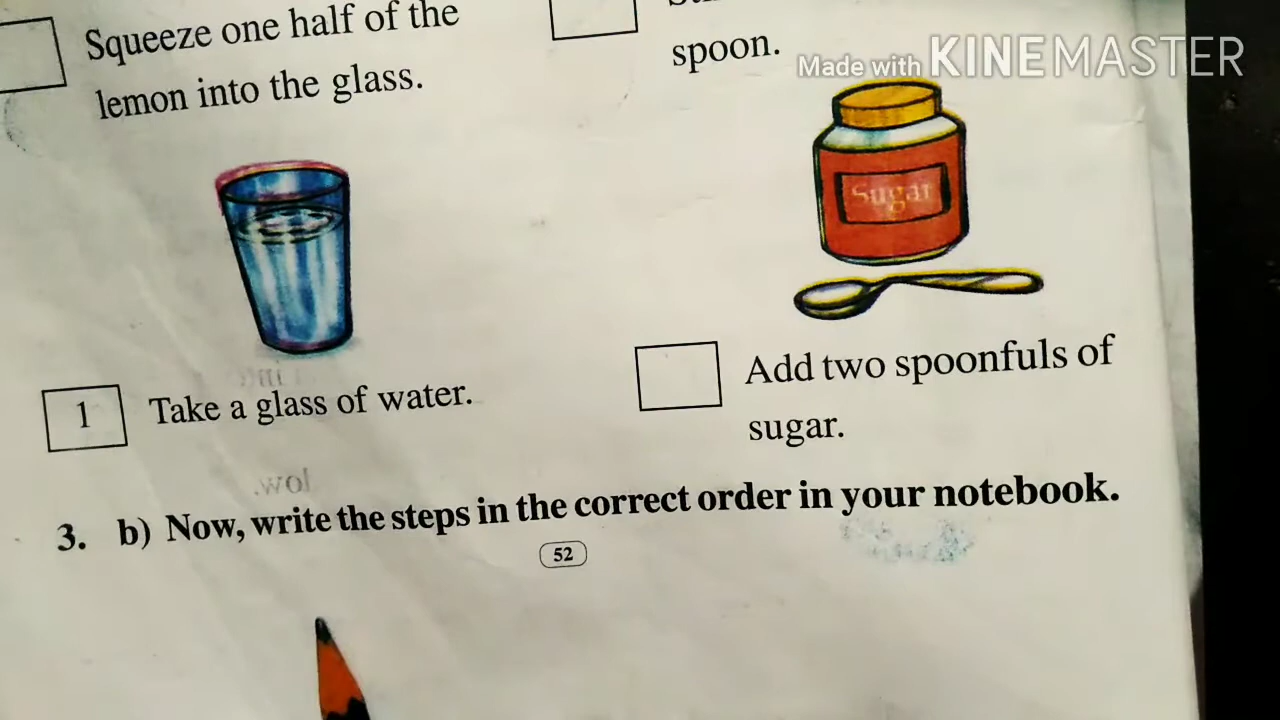 Squeeze one half of the
lemon into the glass.
spoon.
Made with KINEMASTER
Sugar
1 Take a glass of water.
Add two spoonfuls of
sugar.
3. b) Now, write the steps in the correct order in your notebook.
52